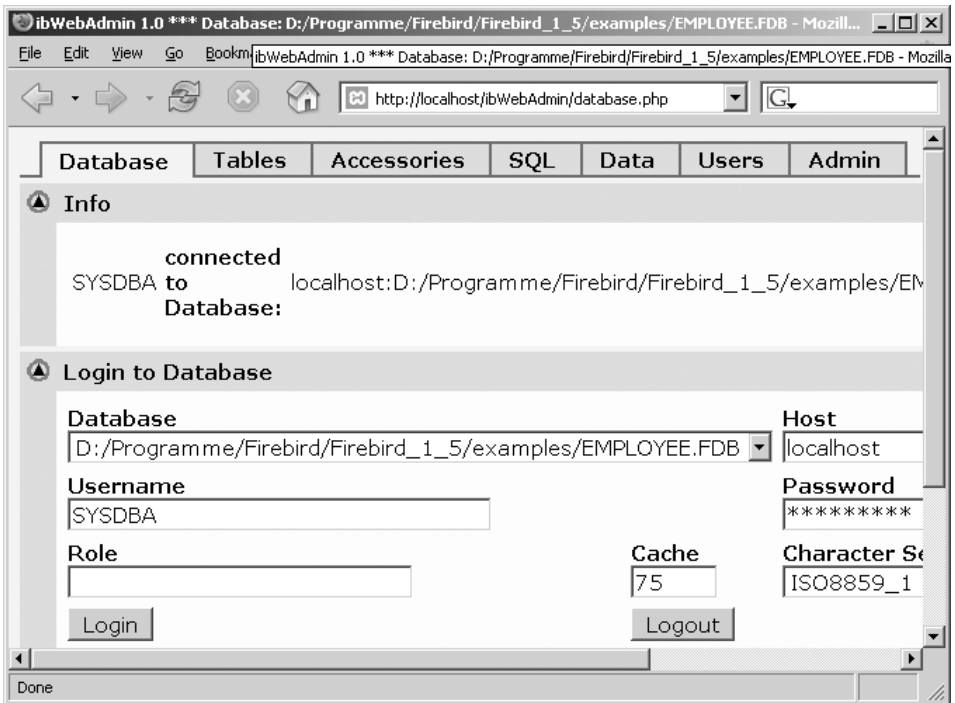 ibWebAdmin 1.0 *** Database: D:/Programme/Firebird/Firebird_1_5/examples/EMPLOYEE.FDB - Mozill...
File Edit View Go Bookm
ibWebAdmin 1.0 *** Database: D:/Programme/Firebird/Firebird_1_5/examples/EMPLOYEE.FDB - Mozilla
http://localhost/ibWebAdmin/database.php G
Database Tables Accessories SQL Data Users Admin
Info
SYSDBA connected to Database: localhost:D:/Programme/Firebird/Firebird_1_5/examples/EM
Login to Database
Database Host
D:/Programme/Firebird/Firebird_1_5/examples/EMPLOYEE.FDB localhost
Username Password
SYSDBA *********
Role Cache Character Se
75 ISO8859_1
Login Logout
Done